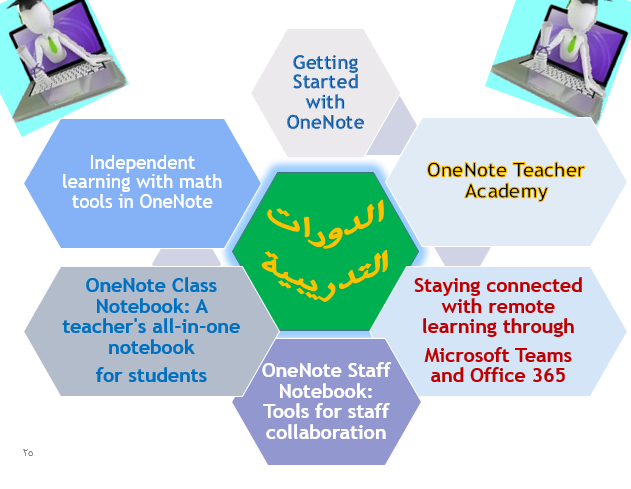 Getting
Started
with
OneNote
OneNote Teacher
Academy
Independent
learning with math
tools in OneNote
الدورات
التدريبية
Staying connected
with remote
learning through
Microsoft Teams
and Office 365
OneNote Class
Notebook: A
teacher's all-in-one
notebook
for students
OneNote Staff
Notebook:
Tools for staff
collaboration
٢٥